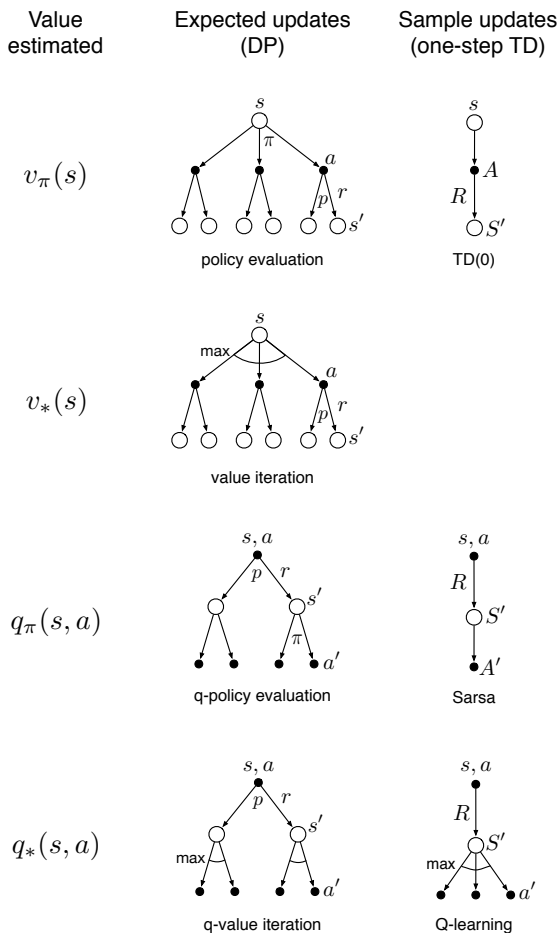 Value estimated
Expected updates (DP)
Sample updates (one-step TD)
v_π(s)
s
π
a
p
r
s′
policy evaluation
s
A
R
S′
TD(0)
v_*(s)
s
max
a
p
r
s′
value iteration
q_π(s, a)
s, a
p
r
s′
π
a′
q-policy evaluation
s, a
R
S′
A′
Sarsa
q_*(s, a)
s, a
p
r
s′
max
a′
q-value iteration
s, a
R
S′
max
a′
Q-learning